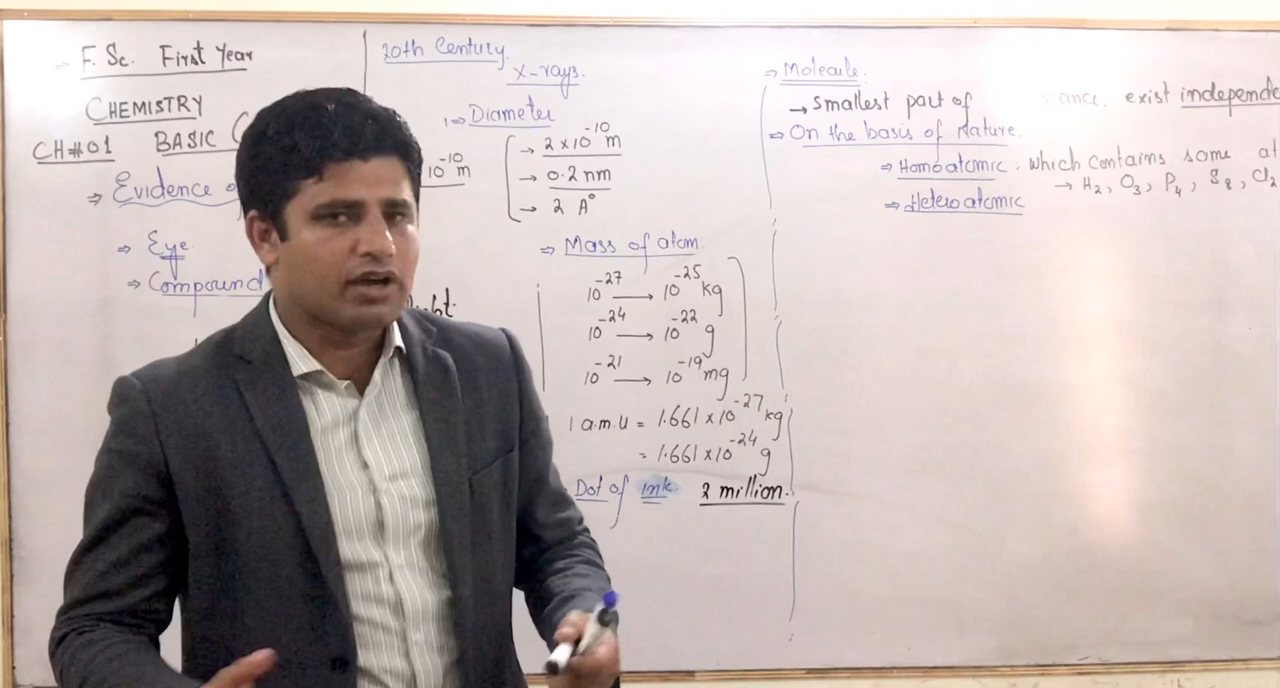 F. Sc. First Year
CHEMISTRY
CH#01 BASIC
⇒ Evidence
⇒ Eye
⇒ Compound
20th Century.
X-rays.
1⇒ Diameter
10⁻¹⁰ m
→ 2 x 10⁻¹⁰ m
→ 0.2 nm
→ 2 A°
⇒ Mass of atom
10⁻²⁷ → 10⁻²⁵ kg
10⁻²⁴ → 10⁻²² g
10⁻²¹ → 10⁻¹⁹ mg
1 a.m.u = 1.661 x 10⁻²⁷ kg
= 1.661 x 10⁻²⁴ g
Dot of ink. 2 million.
⇒ Molecule.
→ Smallest part of exist
⇒ On the basis of Nature.
⇒ Homoatomic. which contains same
→ H₂, O₃, P₄, S₈, Cl₂
⇒ Heteroatomic